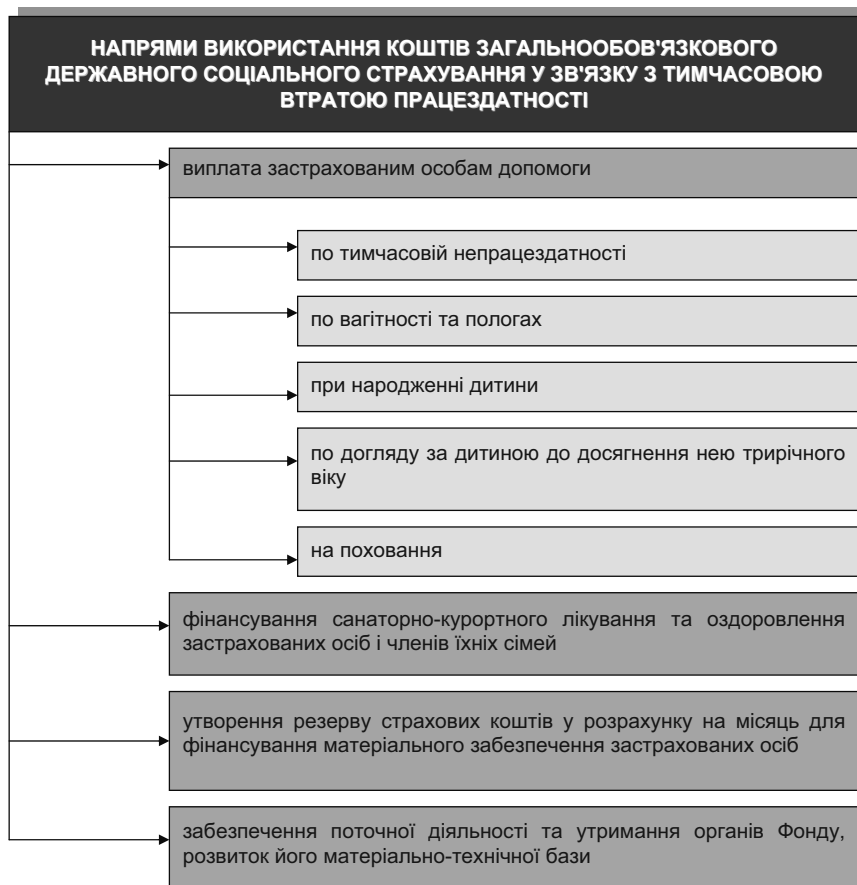 НАПРЯМИ ВИКОРИСТАННЯ КОШТІВ ЗАГАЛЬНООБОВ'ЯЗКОВОГО
ДЕРЖАВНОГО СОЦІАЛЬНОГО СТРАХУВАННЯ У ЗВ'ЯЗКУ З ТИМЧАСОВОЮ
ВТРАТОЮ ПРАЦЕЗДАТНОСТІ
виплата застрахованим особам допомоги
по тимчасовій непрацездатності
по вагітності та пологах
при народженні дитини
по догляду за дитиною до досягнення нею трирічного
віку
на поховання
фінансування санаторно-курортного лікування та оздоровлення
застрахованих осіб і членів їхніх сімей
утворення резерву страхових коштів у розрахунку на місяць для
фінансування матеріального забезпечення застрахованих осіб
забезпечення поточної діяльності та утримання органів Фонду,
розвиток його матеріально-технічної бази